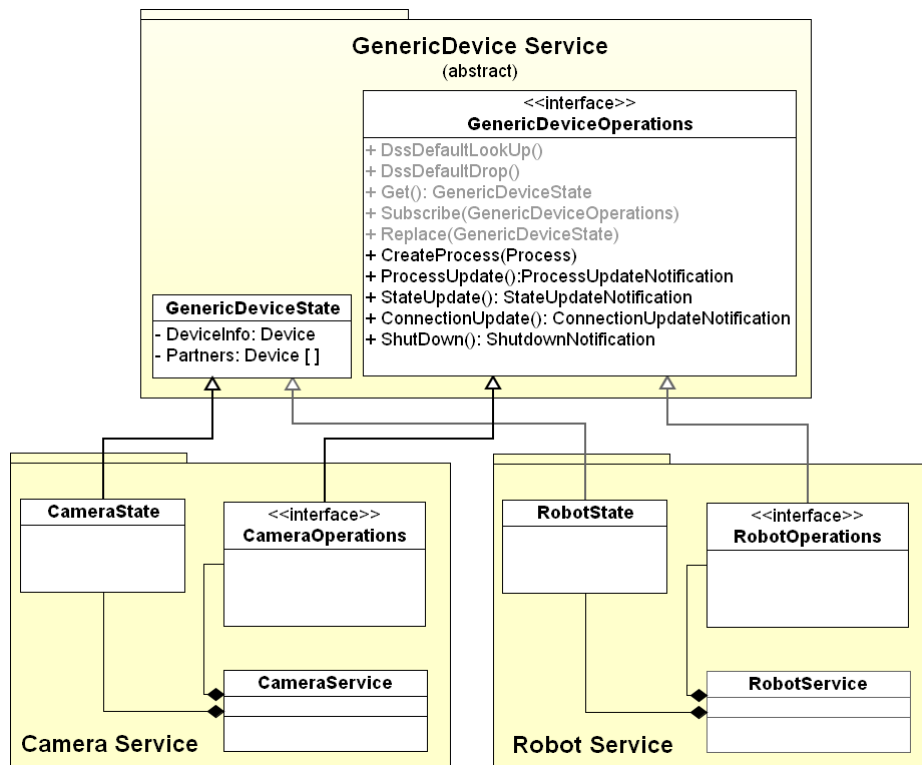 GenericDevice Service
(abstract)
<<interface>>
GenericDeviceOperations
+ DssDefaultLookUp()
+ DssDefaultDrop()
+ Get(): GenericDeviceState
+ Subscribe(GenericDeviceOperations)
+ Replace(GenericDeviceState)
+ CreateProcess(Process)
+ ProcessUpdate():ProcessUpdateNotification
+ StateUpdate(): StateUpdateNotification
+ ConnectionUpdate(): ConnectionUpdateNotification
+ ShutDown(): ShutdownNotification
GenericDeviceState
- DeviceInfo: Device
- Partners: Device [ ]
CameraState
<<interface>>
CameraOperations
CameraService
Camera Service
RobotState
<<interface>>
RobotOperations
RobotService
Robot Service